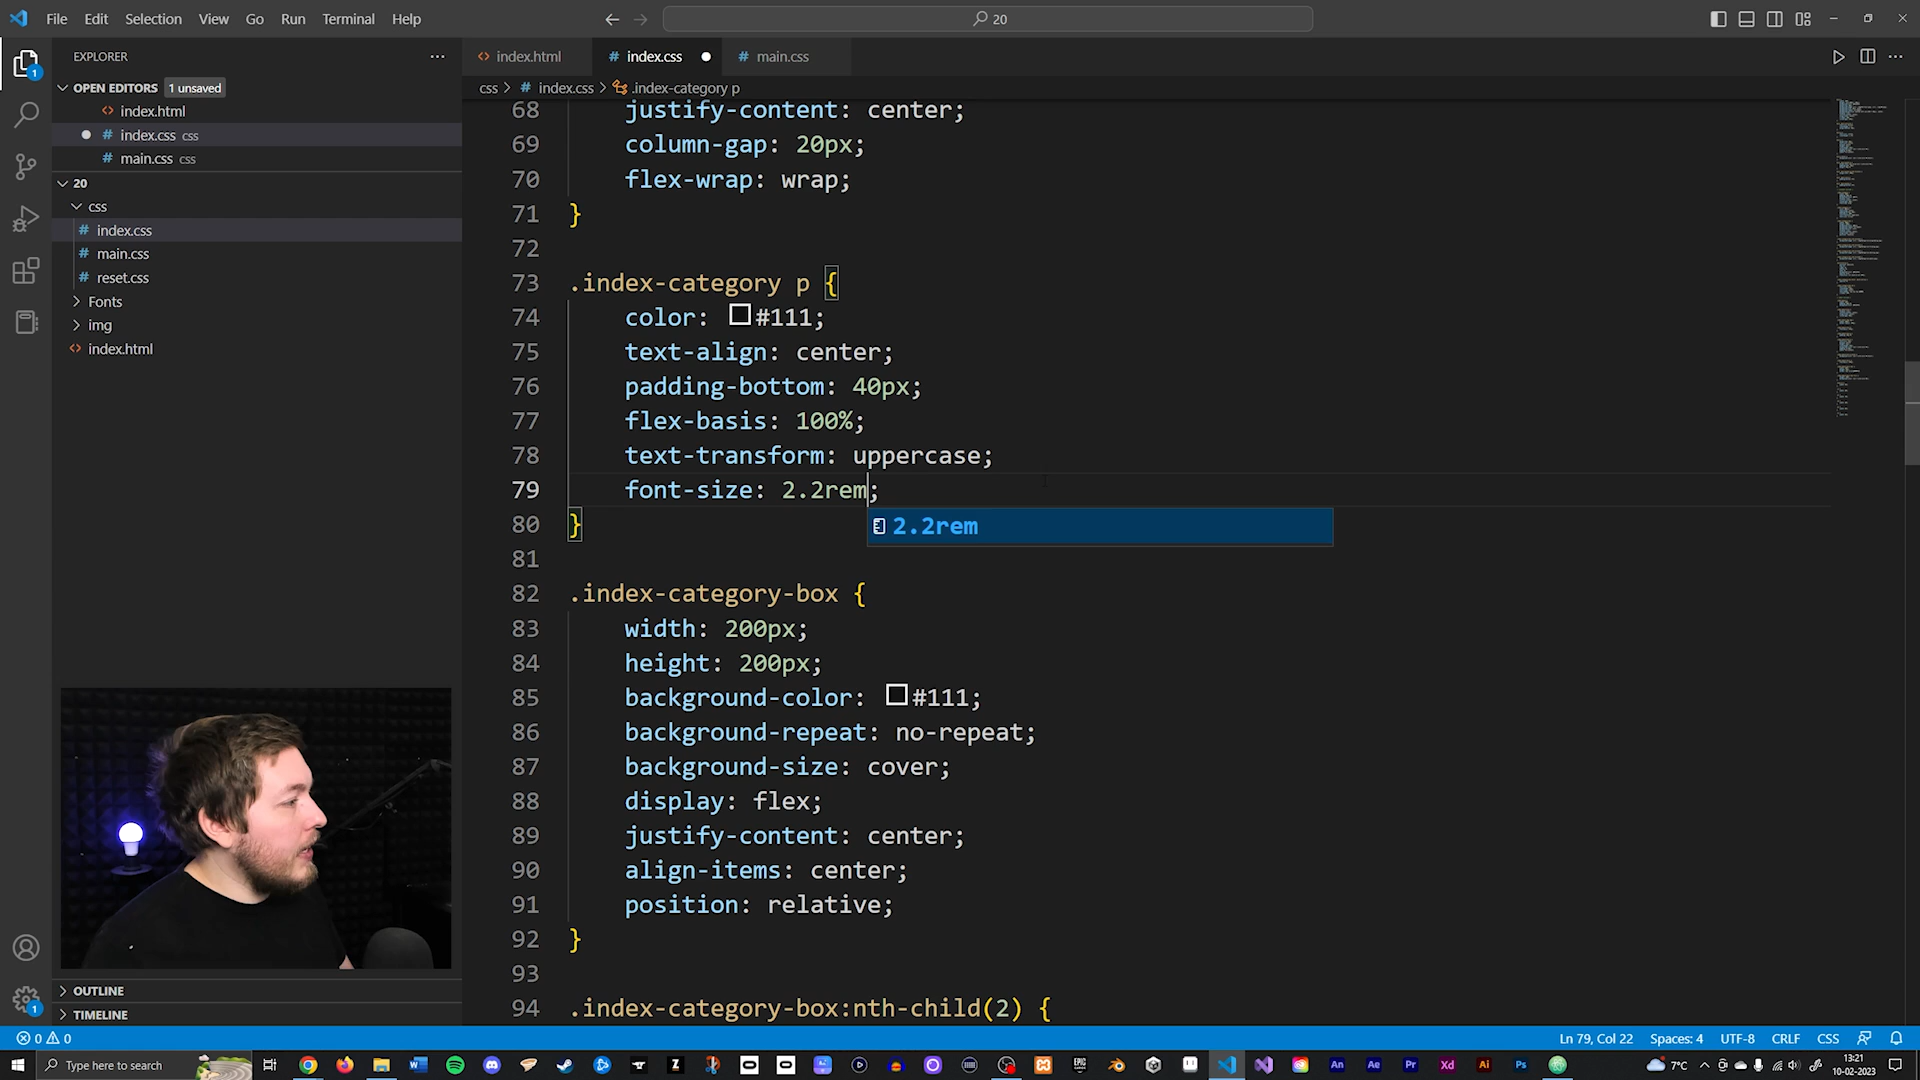 File Edit Selection View Go Run Terminal Help
20
EXPLORER
OPEN EDITORS 1 unsaved
index.html
index.css css
main.css css
20
css
index.css
main.css
reset.css
Fonts
img
index.html
OUTLINE
TIMELINE
index.html
index.css
main.css
css > # index.css > .index-category p
68 justify-content: center;
69 column-gap: 20px;
70 flex-wrap: wrap;
71 }
72
73 .index-category p {
74 color: #111;
75 text-align: center;
76 padding-bottom: 40px;
77 flex-basis: 100%;
78 text-transform: uppercase;
79 font-size: 2.2rem;
2.2rem
80 }
81
82 .index-category-box {
83 width: 200px;
84 height: 200px;
85 background-color: #111;
86 background-repeat: no-repeat;
87 background-size: cover;
88 display: flex;
89 justify-content: center;
90 align-items: center;
91 position: relative;
92 }
93
94 .index-category-box:nth-child(2) {
0 0
Ln 79, Col 22 Spaces: 4 UTF-8 CRLF CSS
Type here to search
7°C
13:21
10-02-2023